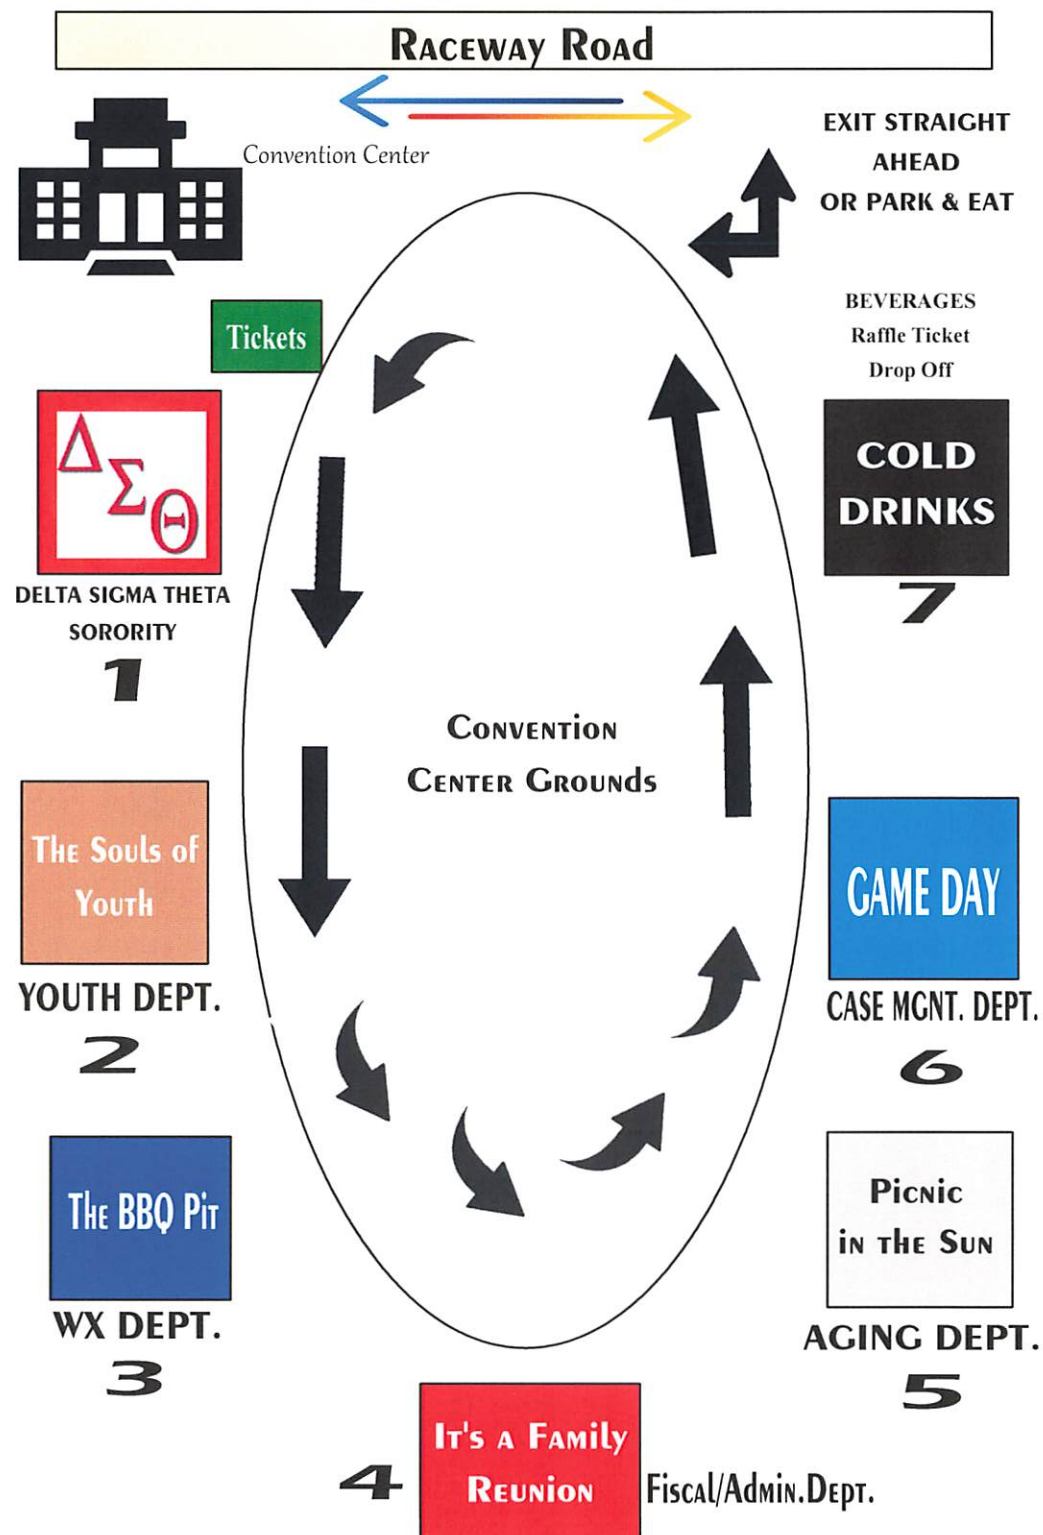 Raceway Road
Convention Center
EXIT STRAIGHT
AHEAD
OR PARK & EAT
Tickets
BEVERAGES
Raffle Ticket
Drop Off
COLD
DRINKS
7
ΔΣΘ
DELTA SIGMA THETA
SORORITY
1
Convention
Center Grounds
The Souls of
Youth
YOUTH DEPT.
2
GAME DAY
CASE MGNT. DEPT.
6
The BBQ Pit
WX DEPT.
3
Picnic
in the Sun
AGING DEPT.
5
4
It's a Family
Reunion
Fiscal/Admin.Dept.